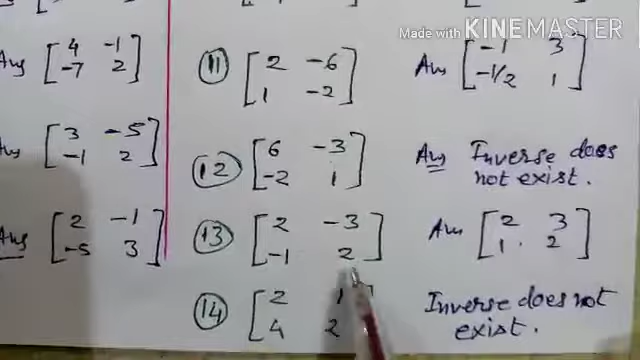 Made with KINEMASTER
Ans [4 -1
-7 2]
Ans [3 -5
-1 2]
Ans [2 -1
-5 3]
(11) [2 -6
1 -2]
Ans [-1 3
-1/2 1]
(12) [6 -3
-2 1]
Ans Inverse does
not exist.
(13) [2 -3
-1 2]
Ans [2 3
1 2]
(14) [2 1
4 2
Inverse does not
exist.